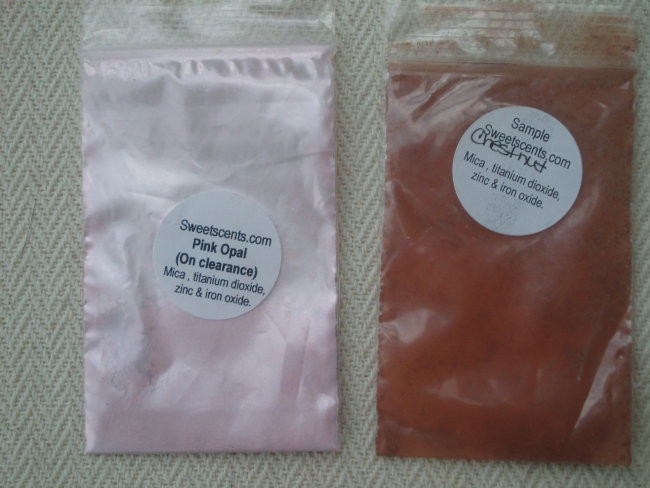 Sweetscents.com
Pink Opal
(On clearance)
Mica , titanium dioxide,
zinc & iron oxide.
Sample
Sweetscents.com
Chestnut
Mica , titanium dioxide,
zinc & iron oxide.